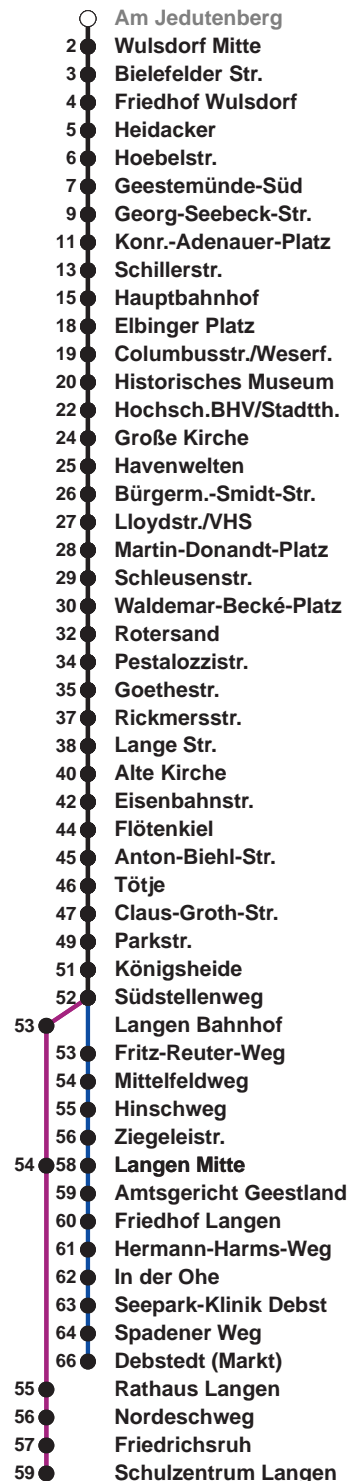 Am Jedutenberg
2 Wulsdorf Mitte
3 Bielefelder Str.
4 Friedhof Wulsdorf
5 Heidacker
6 Hoebelstr.
7 Geestemünde-Süd
9 Georg-Seebeck-Str.
11 Konr.-Adenauer-Platz
13 Schillerstr.
15 Hauptbahnhof
18 Elbinger Platz
19 Columbusstr./Weserf.
20 Historisches Museum
22 Hochsch.BHV/Stadtth.
24 Große Kirche
25 Havenwelten
26 Bürgerm.-Smidt-Str.
27 Lloydstr./VHS
28 Martin-Donandt-Platz
29 Schleusenstr.
30 Waldemar-Becké-Platz
32 Rotersand
34 Pestalozzistr.
35 Goethestr.
37 Rickmersstr.
38 Lange Str.
40 Alte Kirche
42 Eisenbahnstr.
44 Flötenkiel
45 Anton-Biehl-Str.
46 Tötje
47 Claus-Groth-Str.
49 Parkstr.
51 Königsheide
52 Südstellenweg
53 Langen Bahnhof
53 Fritz-Reuter-Weg
54 Mittelfeldweg
55 Hinschweg
56 Ziegeleistr.
54 58 Langen Mitte
59 Amtsgericht Geestland
60 Friedhof Langen
61 Hermann-Harms-Weg
62 In der Ohe
63 Seepark-Klinik Debst
64 Spadener Weg
66 Debstedt (Markt)
55 Rathaus Langen
56 Nordeschweg
57 Friedrichsruh
59 Schulzentrum Langen